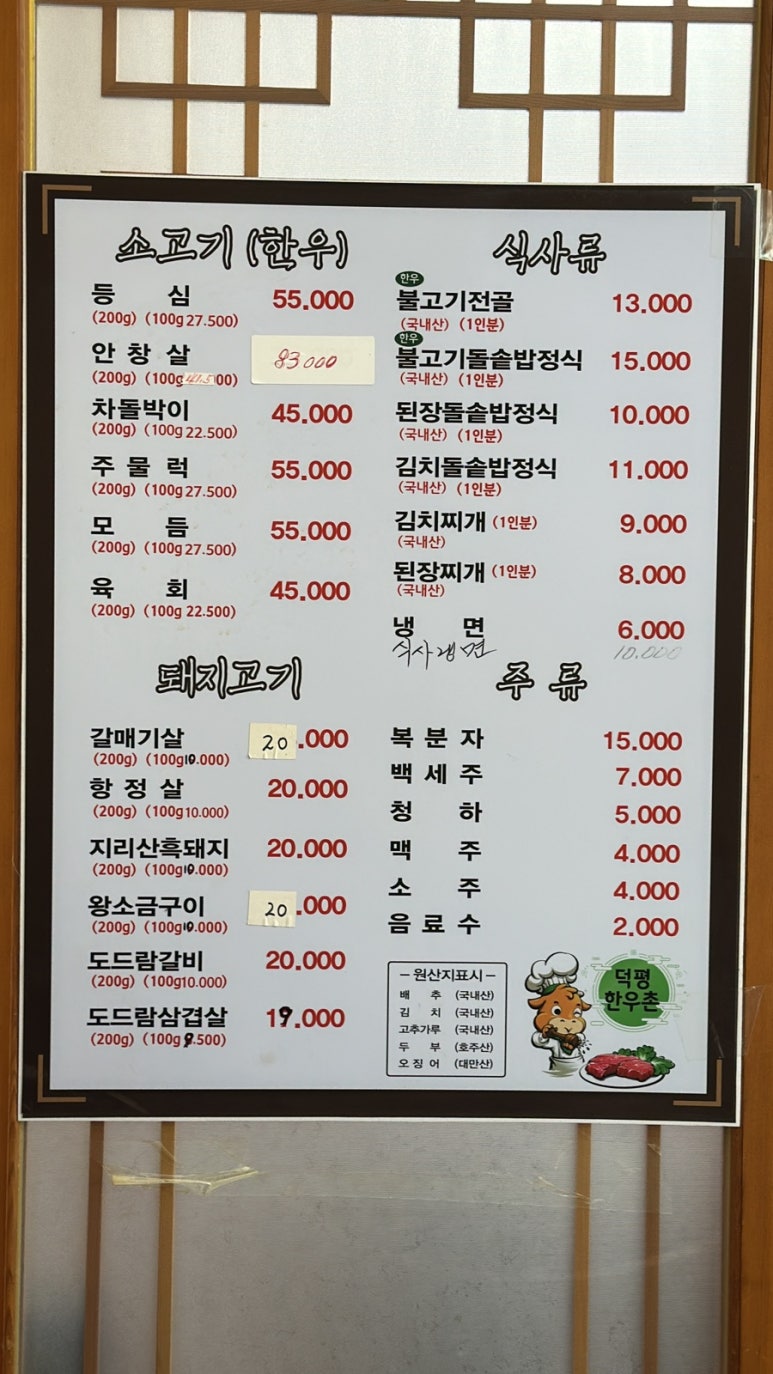 소고기 (한우)
등 심 55.000
(200g) (100g 27.500)
안 창 살 83000
(200g) (100g 41.500)
차돌박이 45.000
(200g) (100g 22.500)
주 물 럭 55.000
(200g) (100g 27.500)
모 듬 55.000
(200g) (100g 27.500)
육 회 45.000
(200g) (100g 22.500)
돼지고기
갈매기살 20.000
(200g) (100g 10.000)
항 정 살 20.000
(200g) (100g 10.000)
지리산흑돼지 20.000
(200g) (100g 10.000)
왕소금구이 20.000
(200g) (100g 10.000)
도드람갈비 20.000
(200g) (100g 10.000)
도드람삼겹살 19.000
(200g) (100g 9.500)
식사류
한우
불고기전골 13.000
(국내산) (1인분)
한우
불고기돌솥밥정식 15.000
(국내산) (1인분)
된장돌솥밥정식 10.000
(국내산) (1인분)
김치돌솥밥정식 11.000
(국내산) (1인분)
김치찌개 (1인분) 9.000
(국내산)
된장찌개 (1인분) 8.000
(국내산)
냉 면 6.000
식사냉면 10.000
주 류
복 분 자 15.000
백 세 주 7.000
청 하 5.000
맥 주 4.000
소 주 4.000
음 료 수 2.000
– 원산지표시 –
배 추 (국내산)
김 치 (국내산)
고추가루 (국내산)
두 부 (호주산)
오 징 어 (대만산)
덕평
한우촌